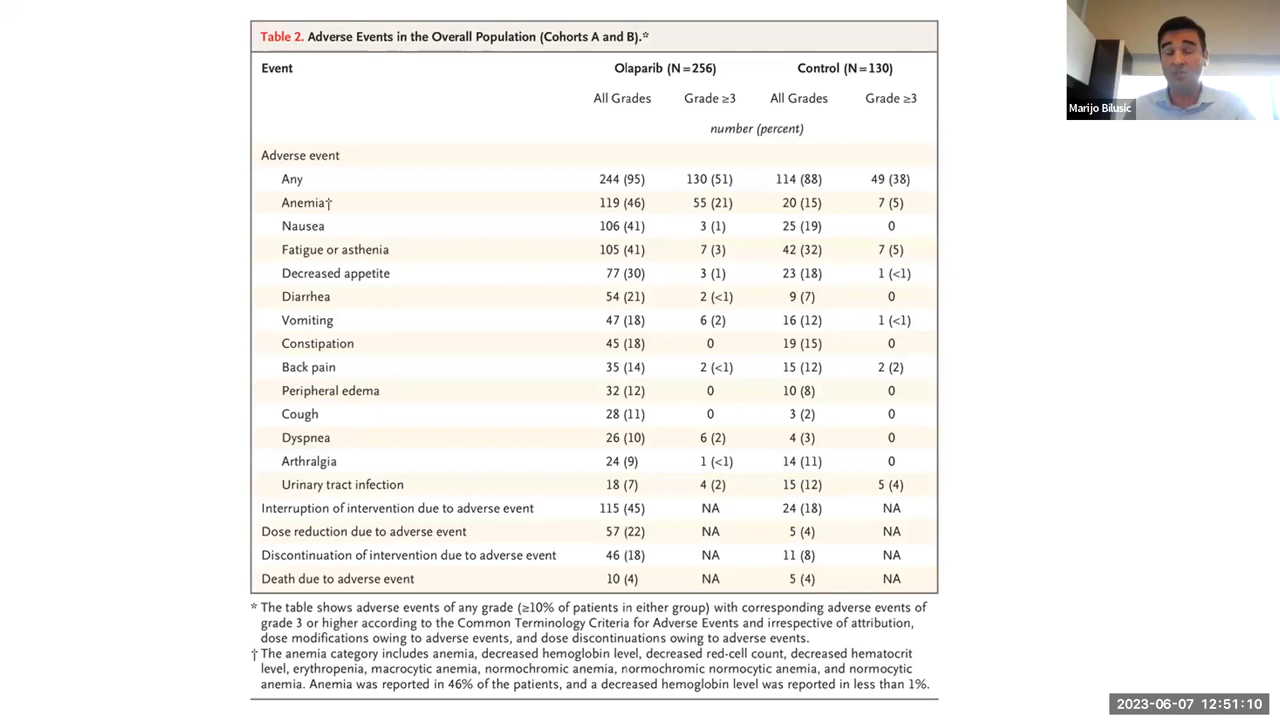 Table 2. Adverse Events in the Overall Population (Cohorts A and B).*
Event Olaparib (N=256) Control (N=130)
All Grades Grade ≥3 All Grades Grade ≥3
number (percent)
Adverse event
Any 244 (95) 130 (51) 114 (88) 49 (38)
Anemia† 119 (46) 55 (21) 20 (15) 7 (5)
Nausea 106 (41) 3 (1) 25 (19) 0
Fatigue or asthenia 105 (41) 7 (3) 42 (32) 7 (5)
Decreased appetite 77 (30) 3 (1) 23 (18) 1 (<1)
Diarrhea 54 (21) 2 (<1) 9 (7) 0
Vomiting 47 (18) 6 (2) 16 (12) 1 (<1)
Constipation 45 (18) 0 19 (15) 0
Back pain 35 (14) 2 (<1) 15 (12) 2 (2)
Peripheral edema 32 (12) 0 10 (8) 0
Cough 28 (11) 0 3 (2) 0
Dyspnea 26 (10) 6 (2) 4 (3) 0
Arthralgia 24 (9) 1 (<1) 14 (11) 0
Urinary tract infection 18 (7) 4 (2) 15 (12) 5 (4)
Interruption of intervention due to adverse event 115 (45) NA 24 (18) NA
Dose reduction due to adverse event 57 (22) NA 5 (4) NA
Discontinuation of intervention due to adverse event 46 (18) NA 11 (8) NA
Death due to adverse event 10 (4) NA 5 (4) NA
* The table shows adverse events of any grade (≥10% of patients in either group) with corresponding adverse events of
grade 3 or higher according to the Common Terminology Criteria for Adverse Events and irrespective of attribution,
dose modifications owing to adverse events, and dose discontinuations owing to adverse events.
† The anemia category includes anemia, decreased hemoglobin level, decreased red-cell count, decreased hematocrit
level, erythropenia, macrocytic anemia, normochromic anemia, normochromic normocytic anemia, and normocytic
anemia. Anemia was reported in 46% of the patients, and a decreased hemoglobin level was reported in less than 1%.
Marijo Bilusic
2023-06-07 12:51:10